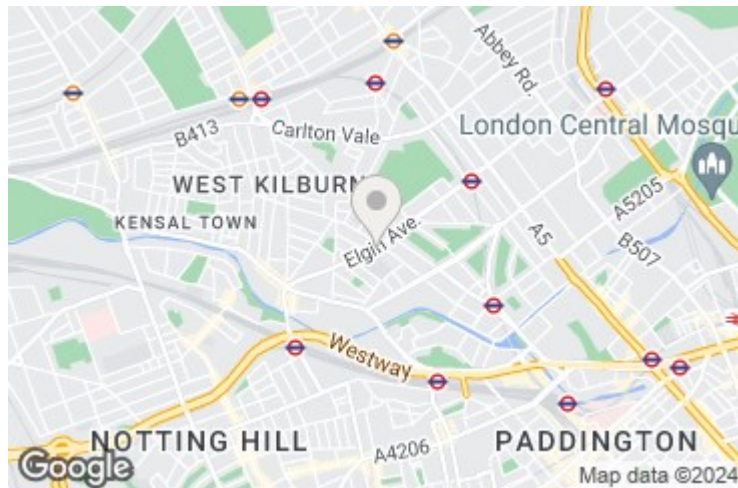 Abbey Rd.
B413
Carlton Vale
London Central Mosqu
WEST KILBURN
A5205
KENSAL TOWN
Elgin Ave.
A5
B507
Westway
NOTTING HILL
A4206
PADDINGTON
Google
Map data ©2024